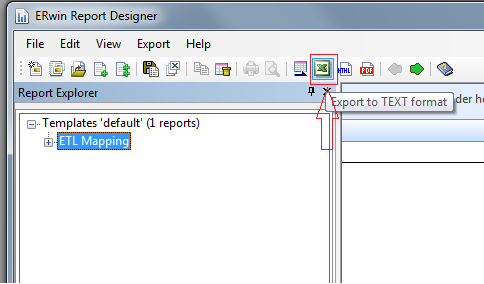 ERwin Report Designer
File Edit View Export Help
HTML PDF
Report Explorer
Export to TEXT format
der he
Templates 'default' (1 reports)
ETL Mapping